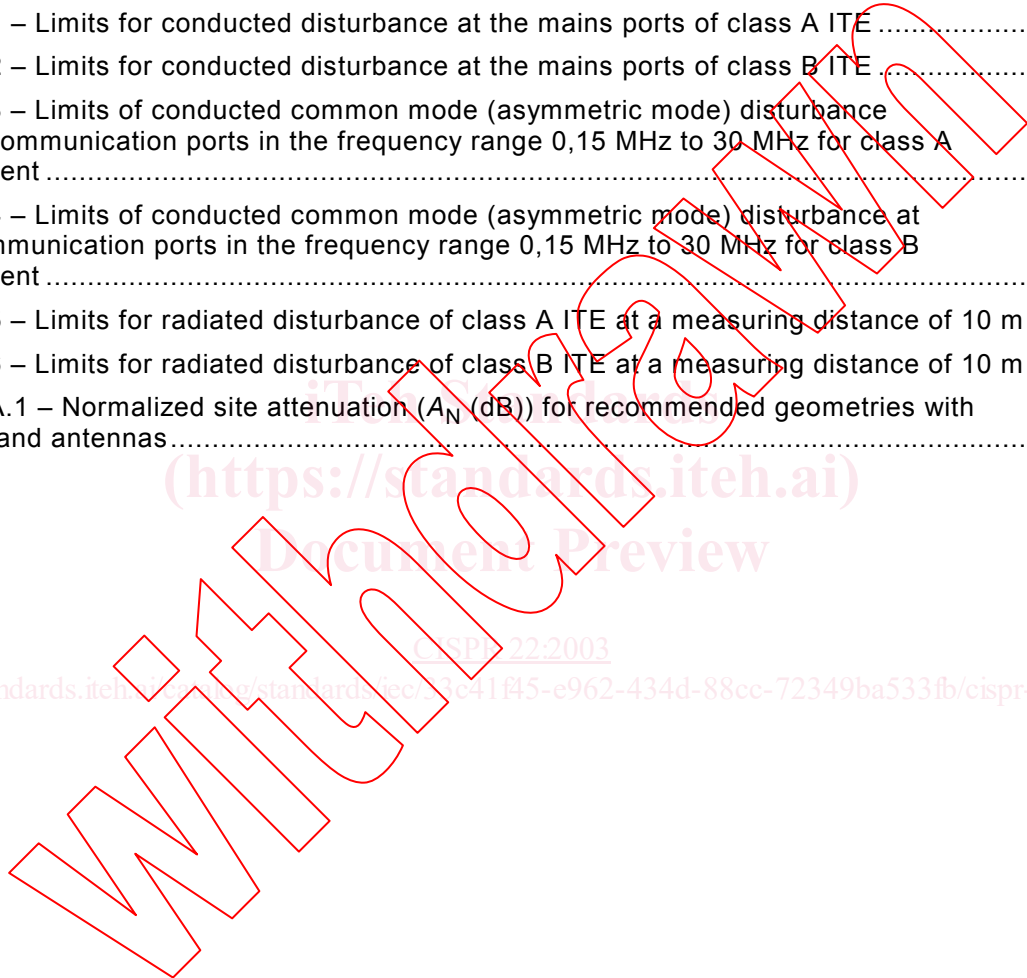 – Limits for conducted disturbance at the mains ports of class A ITE ..................
– Limits for conducted disturbance at the mains ports of class B ITE ..................
– Limits of conducted common mode (asymmetric mode) disturbance
ommunication ports in the frequency range 0,15 MHz to 30 MHz for class A
ent ..................
– Limits of conducted common mode (asymmetric mode) disturbance at
mmunication ports in the frequency range 0,15 MHz to 30 MHz for class B
ent ..................
– Limits for radiated disturbance of class A ITE at a measuring distance of 10 m
– Limits for radiated disturbance of class B ITE at a measuring distance of 10 m
A.1 – Normalized site attenuation (AN (dB)) for recommended geometries with
and antennas..................
iTeh Standards
(https://standards.iteh.ai)
Document Preview
CISPR 22:2003
ndards.iteh.ai/catalog/standards/iec/33c41f45-e962-434d-88cc-72349ba533fb/cispr-
withdrawn